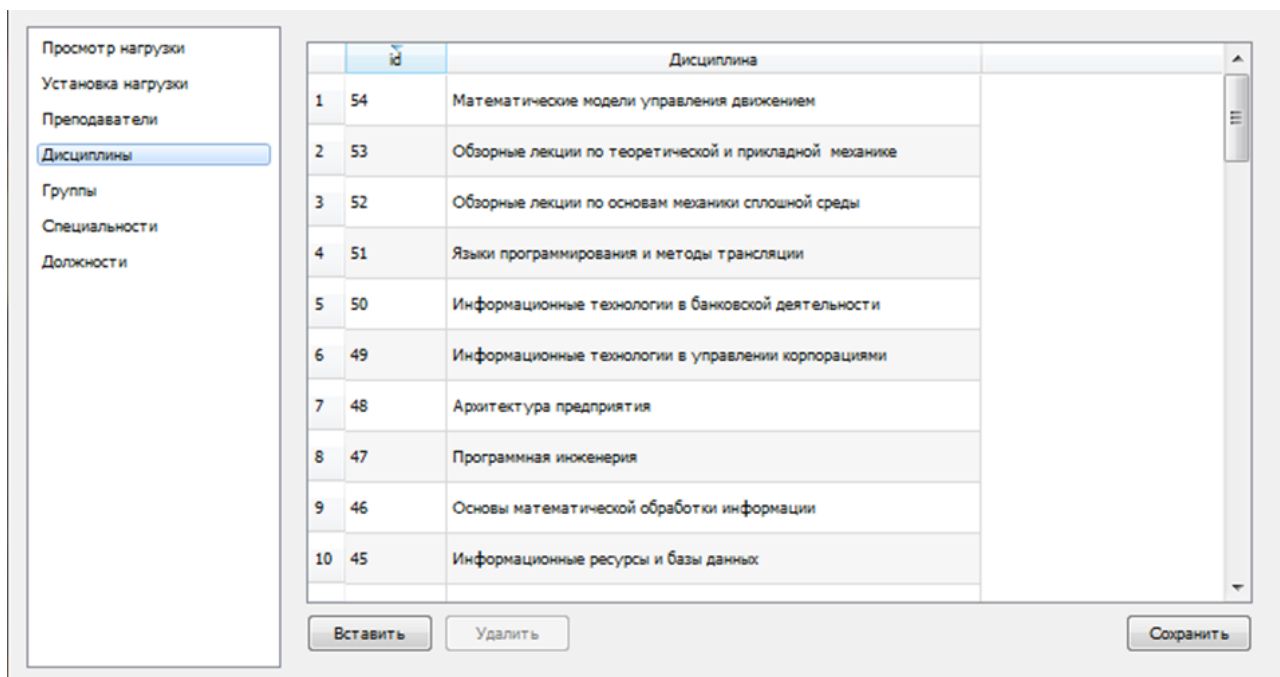 Просмотр нагрузки
Установка нагрузки
Преподаватели
Дисциплины
Группы
Специальности
Должности
id Дисциплина
1 54 Математические модели управления движением
2 53 Обзорные лекции по теоретической и прикладной механике
3 52 Обзорные лекции по основам механики сплошной среды
4 51 Языки программирования и методы трансляции
5 50 Информационные технологии в банковской деятельности
6 49 Информационные технологии в управлении корпорациями
7 48 Архитектура предприятия
8 47 Программная инженерия
9 46 Основы математической обработки информации
10 45 Информационные ресурсы и базы данных
Вставить Удалить Сохранить